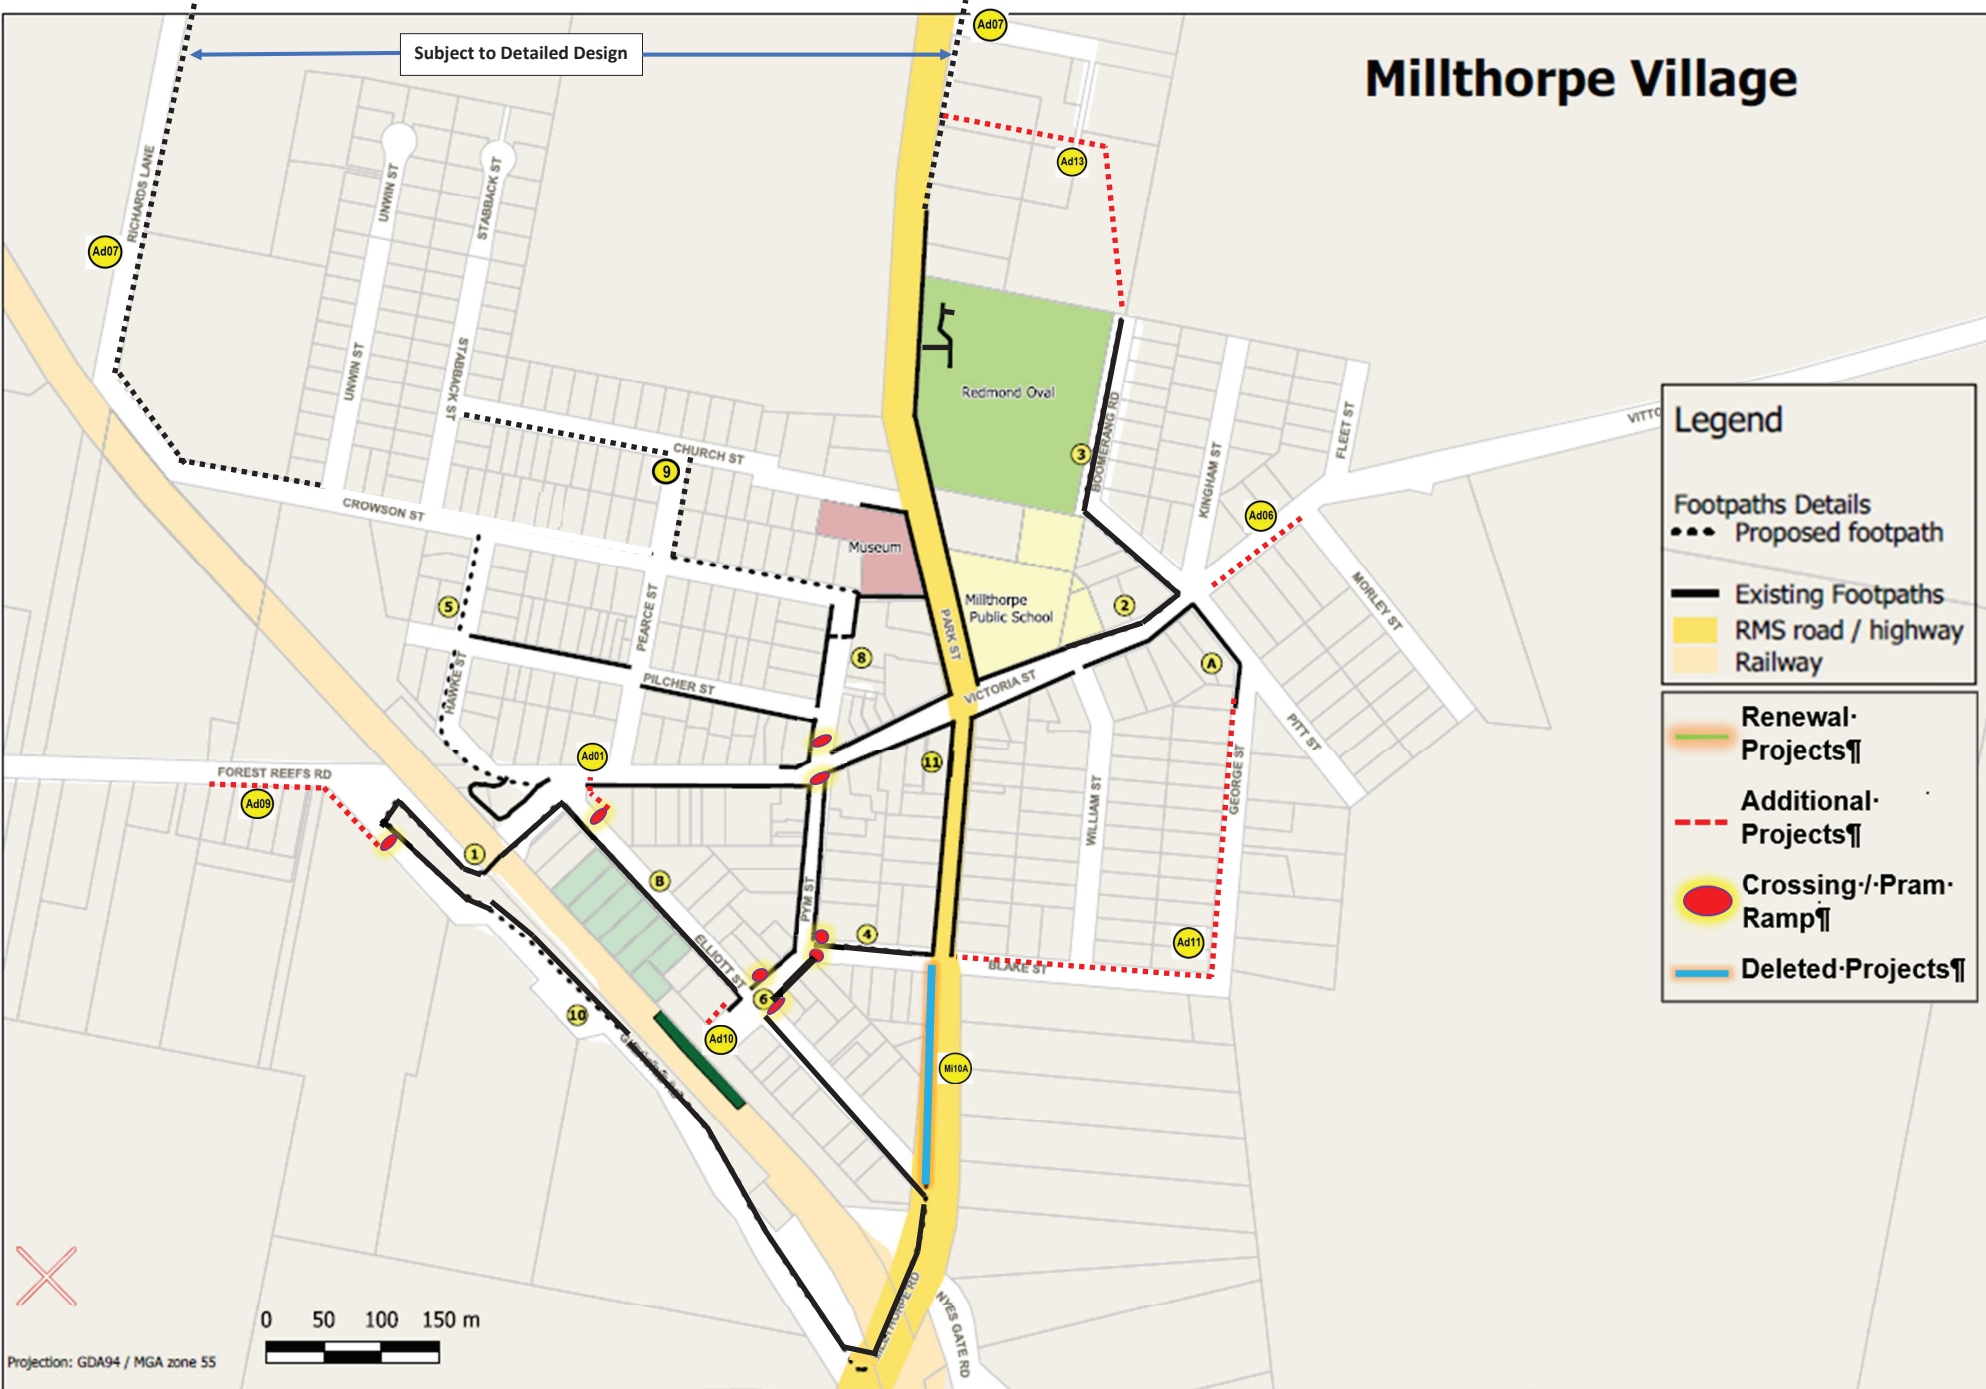 Ad07
Subject to Detailed Design
Millthorpe Village
Ad13
RICHARDS LANE
UNWIN ST
STABBACK ST
Ad07
UNWIN ST
STABBACK ST
Redmond Oval
BOOMERANG RD
3
KINGHAM ST
FLEET ST
VITTO
CHURCH ST
9
CROWSON ST
Museum
Ad06
Millthorpe
Public School
PARK ST
2
MORLEY ST
5
PEARCE ST
HAWKE ST
PILCHER ST
8
VICTORIA ST
A
PITT ST
Ad01
11
FOREST REEFS RD
Ad09
WILLIAM ST
GEORGE ST
1
B
PYM ST
4
ELLIOTT ST
Ad11
BLAKE ST
6
10
Ad10
Mi10A
MILLTHORPE RD
NYES GATE RD
Legend
Footpaths Details
Proposed footpath
Existing Footpaths
RMS road / highway
Railway
Renewal·
Projects¶
Additional·
Projects¶
Crossing·/·Pram·
Ramp¶
Deleted·Projects¶
0 50 100 150 m
Projection: GDA94 / MGA zone 55